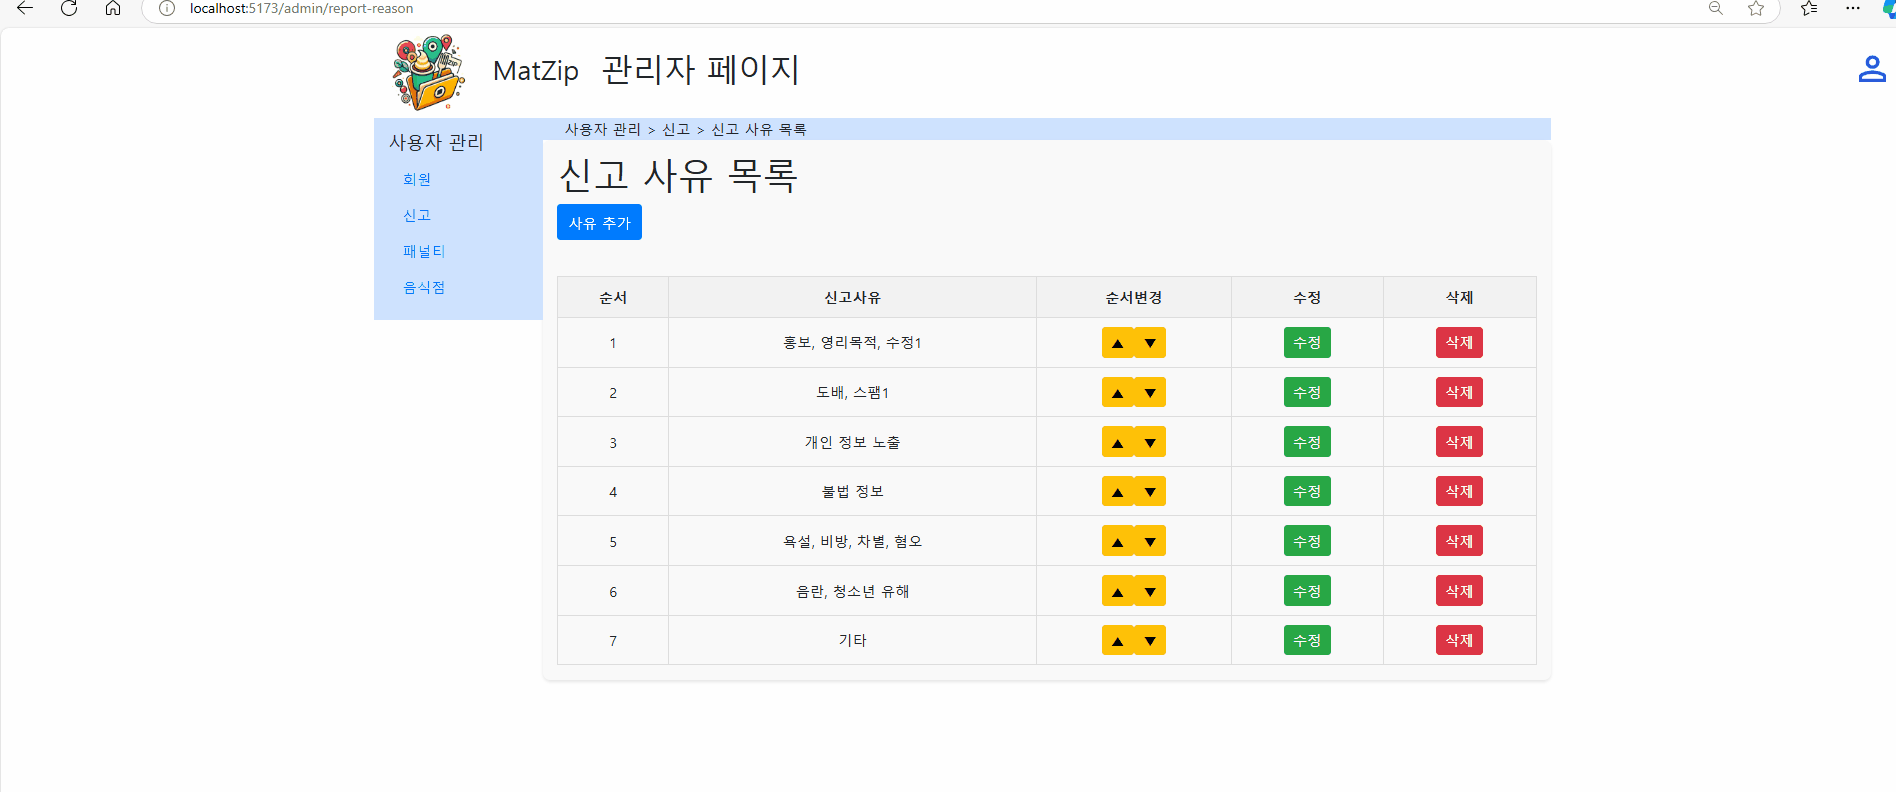 localhost:5173/admin/report-reason
MatZip 관리자 페이지
사용자 관리 > 신고 > 신고 사유 목록
사용자 관리
회원
신고
패널티
음식점
신고 사유 목록
사유 추가
순서 신고사유 순서변경 수정 삭제
1 홍보, 영리목적, 수정1 ▲ ▼ 수정 삭제
2 도배, 스팸1 ▲ ▼ 수정 삭제
3 개인 정보 노출 ▲ ▼ 수정 삭제
4 불법 정보 ▲ ▼ 수정 삭제
5 욕설, 비방, 차별, 혐오 ▲ ▼ 수정 삭제
6 음란, 청소년 유해 ▲ ▼ 수정 삭제
7 기타 ▲ ▼ 수정 삭제